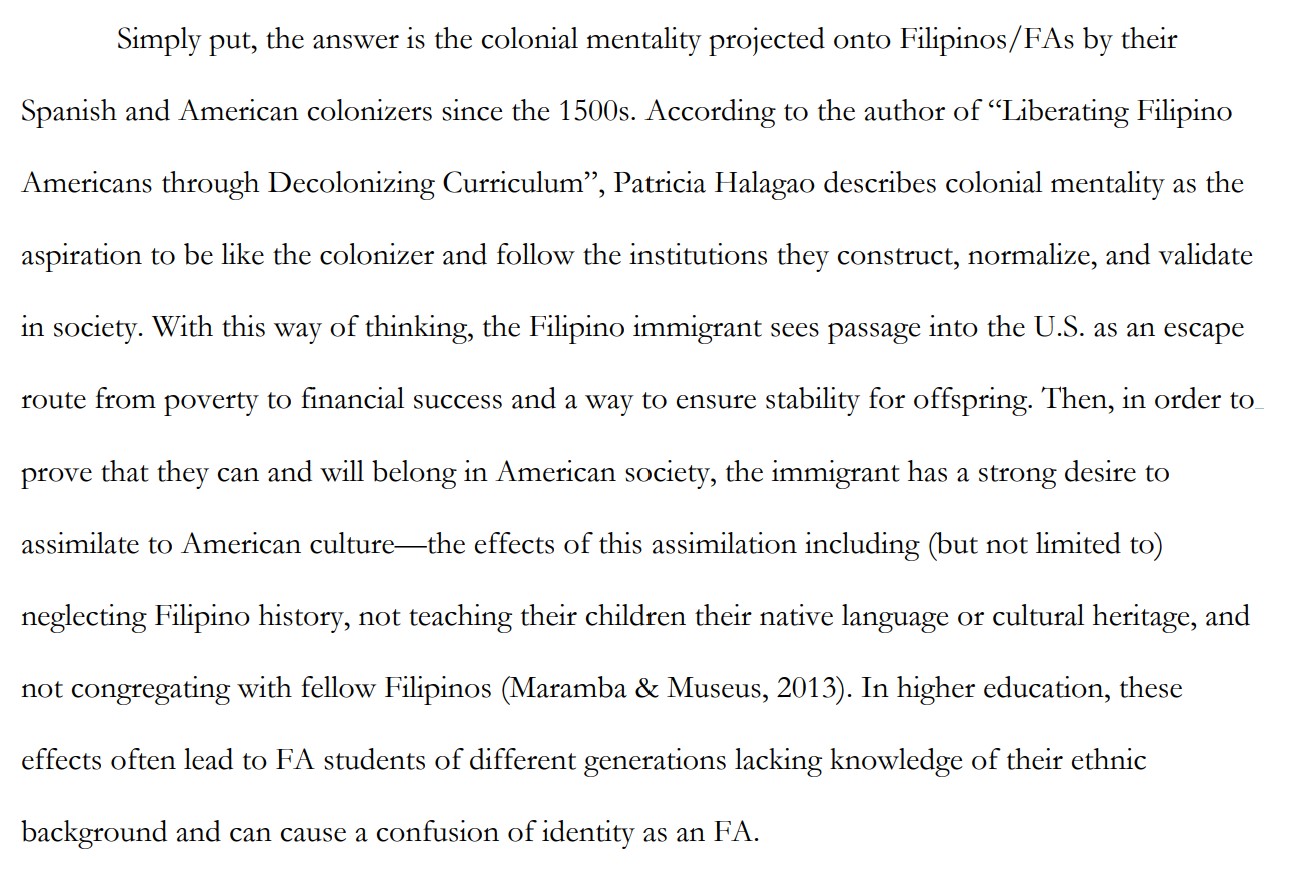 Simply put, the answer is the colonial mentality projected onto Filipinos/FAs by their
Spanish and American colonizers since the 1500s. According to the author of “Liberating Filipino
Americans through Decolonizing Curriculum”, Patricia Halagao describes colonial mentality as the
aspiration to be like the colonizer and follow the institutions they construct, normalize, and validate
in society. With this way of thinking, the Filipino immigrant sees passage into the U.S. as an escape
route from poverty to financial success and a way to ensure stability for offspring. Then, in order to
prove that they can and will belong in American society, the immigrant has a strong desire to
assimilate to American culture—the effects of this assimilation including (but not limited to)
neglecting Filipino history, not teaching their children their native language or cultural heritage, and
not congregating with fellow Filipinos (Maramba & Museus, 2013). In higher education, these
effects often lead to FA students of different generations lacking knowledge of their ethnic
background and can cause a confusion of identity as an FA.